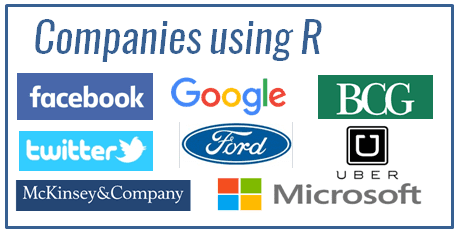 Companies using R
facebook
Google
BCG
twitter
Ford
U
UBER
McKinsey&Company
Microsoft